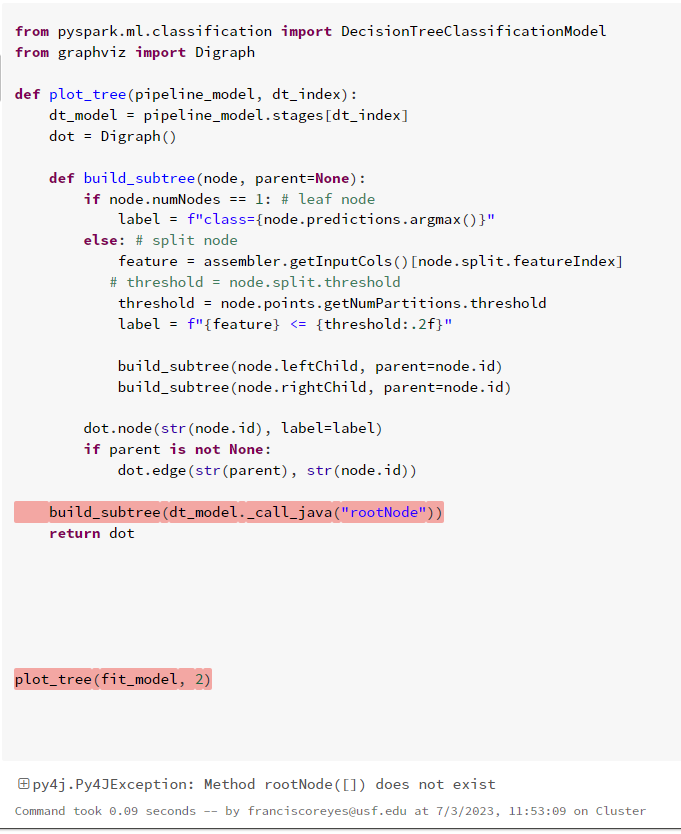 from pyspark.ml.classification import DecisionTreeClassificationModel
from graphviz import Digraph
def plot_tree(pipeline_model, dt_index):
    dt_model = pipeline_model.stages[dt_index]
    dot = Digraph()
    def build_subtree(node, parent=None):
        if node.numNodes == 1: # leaf node
            label = f"class={node.predictions.argmax()}"
        else: # split node
            feature = assembler.getInputCols()[node.split.featureIndex]
           # threshold = node.split.threshold
            threshold = node.points.getNumPartitions.threshold
            label = f"{feature} <= {threshold:.2f}"
            build_subtree(node.leftChild, parent=node.id)
            build_subtree(node.rightChild, parent=node.id)
        dot.node(str(node.id), label=label)
        if parent is not None:
            dot.edge(str(parent), str(node.id))
    build_subtree(dt_model._call_java("rootNode"))
    return dot
plot_tree(fit_model, 2)
py4j.Py4JException: Method rootNode([]) does not exist
Command took 0.09 seconds -- by franciscoreyes@usf.edu at 7/3/2023, 11:53:09 on Cluster